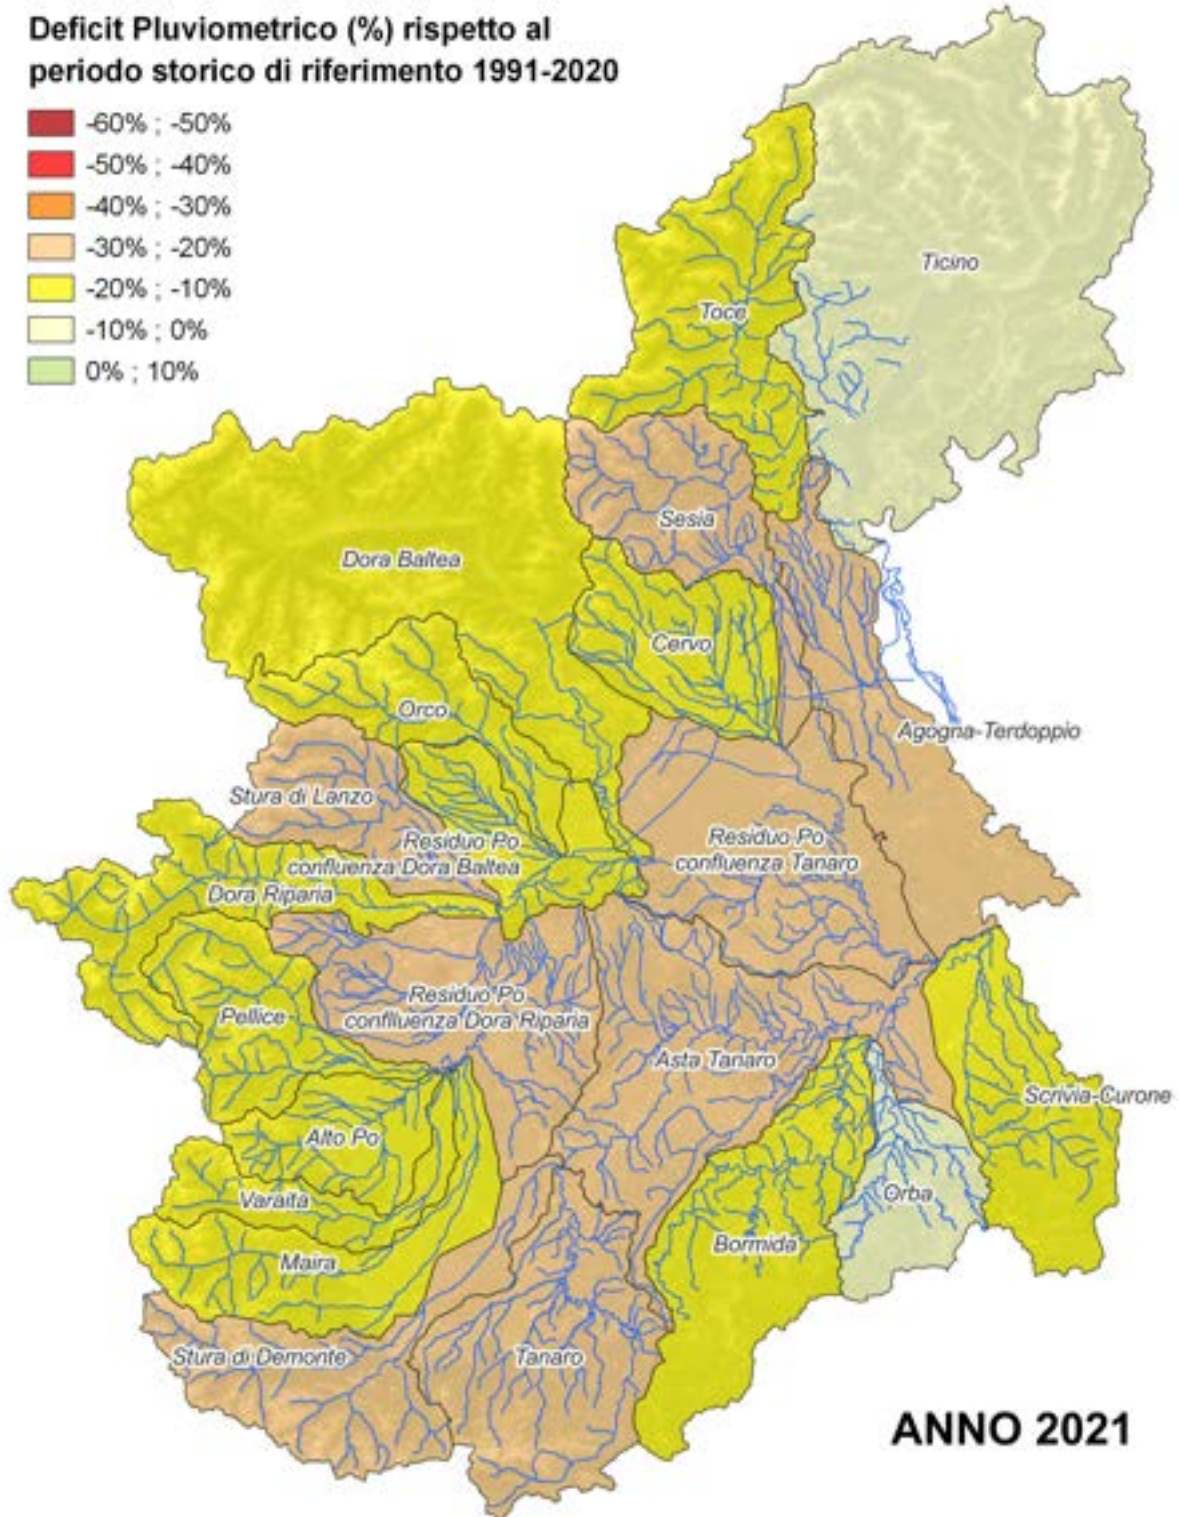 Deficit Pluviometrico (%) rispetto al
periodo storico di riferimento 1991-2020
-60% ; -50%
-50% ; -40%
-40% ; -30%
-30% ; -20%
-20% ; -10%
-10% ; 0%
0% ; 10%
Ticino
Toce
Sesia
Dora Baltea
Cervo
Orco
Agogna-Terdoppio
Stura di Lanzo
Residuo Po
confluenza Dora Baltea
Residuo Po
confluenza Tanaro
Dora Riparia
Residuo Po
conflluenza Dora Riparia
Pellice
Asta Tanaro
Scrivia-Curone
Alto Po
Varaita
Orba
Bormida
Maira
Stura di Demonte
Tanaro
ANNO 2021